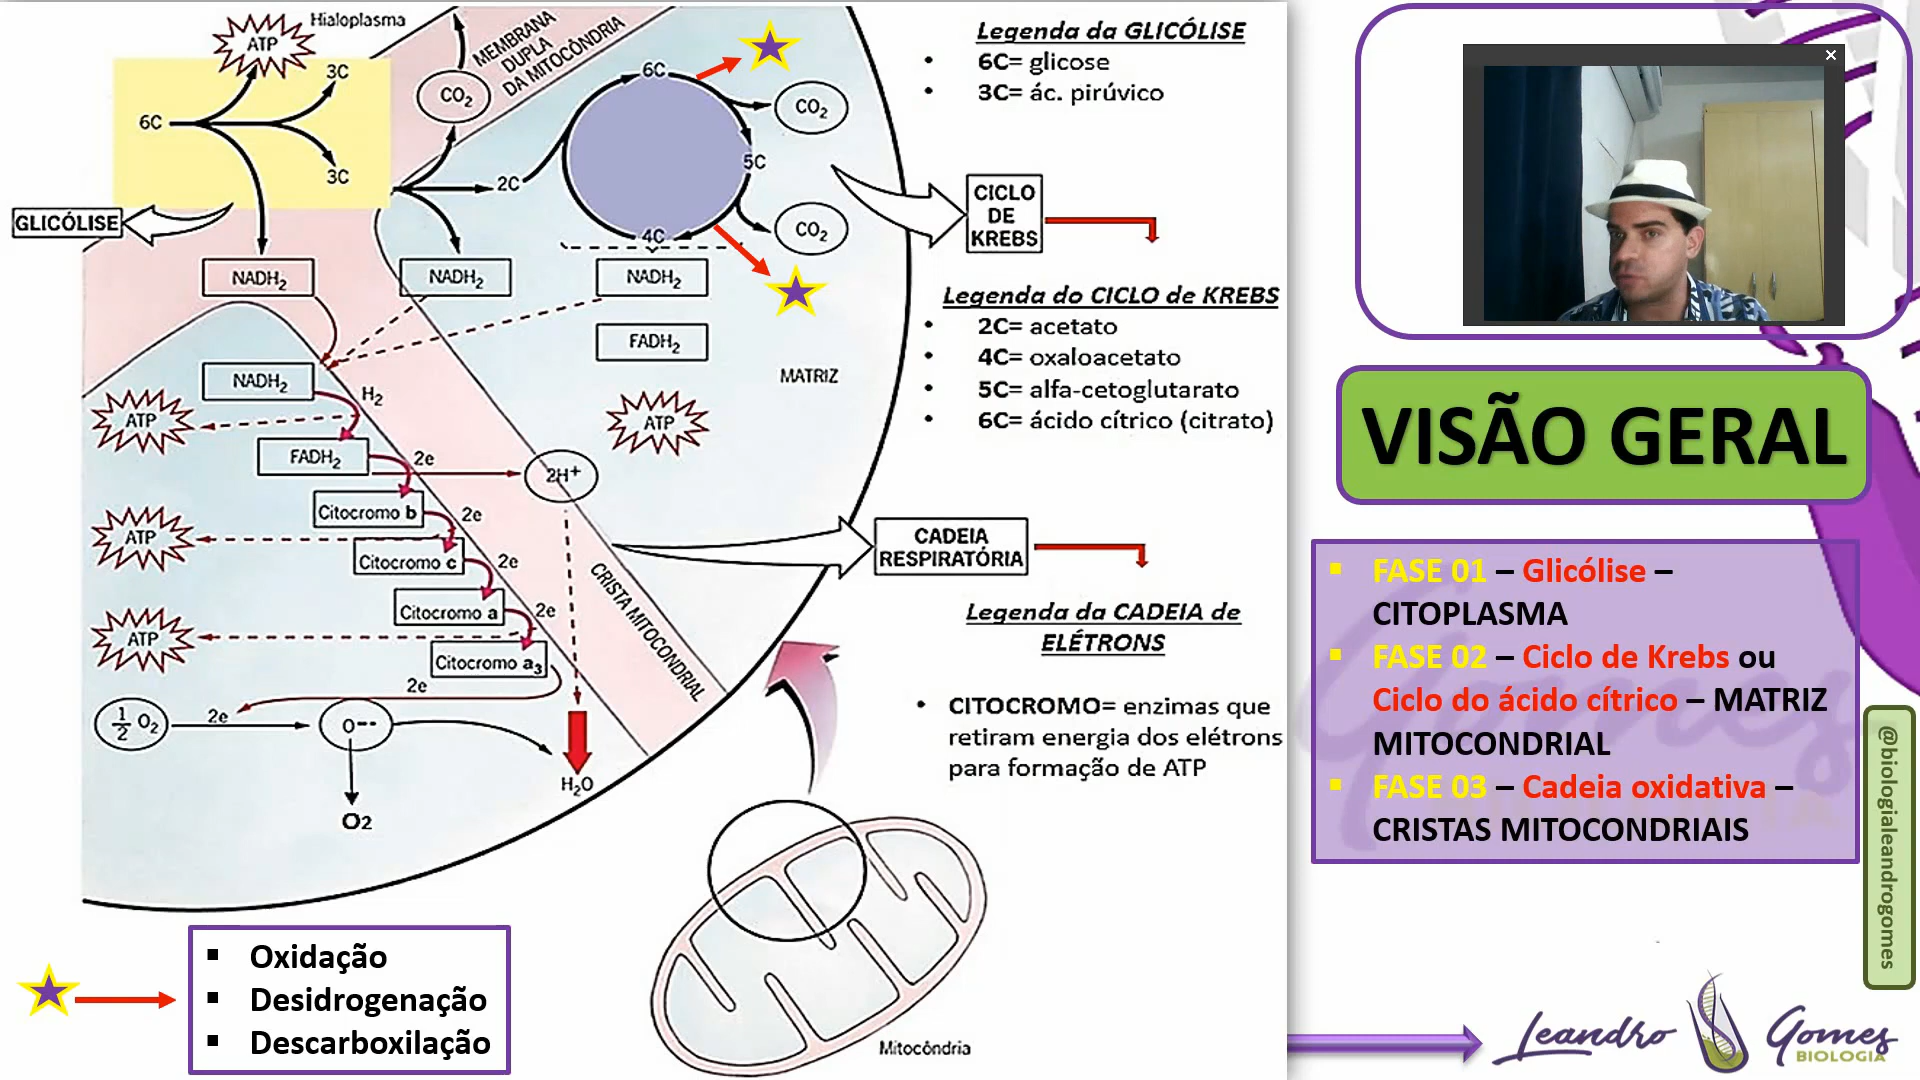 Hialoplasma
ATP
3C
6C
3C
GLICÓLISE
CO2
MEMBRANA
DUPLA
DA MITOCÔNDRIA
6C
CO2
5C
2C
CO2
4C
NADH2
NADH2
NADH2
FADH2
MATRIZ
NADH2
H2
ATP
ATP
FADH2
2e
2H+
Citocromo b
2e
ATP
Citocromo c
2e
Citocromo a
2e
ATP
Citocromo a3
2e
CRISTA MITOCONDRIAL
1/2 O2
2e
O--
O2
H2O
Mitocôndria
Legenda da GLICÓLISE
• 6C= glicose
• 3C= ác. pirúvico
CICLO
DE
KREBS
Legenda do CICLO de KREBS
• 2C= acetato
• 4C= oxaloacetato
• 5C= alfa-cetoglutarato
• 6C= ácido cítrico (citrato)
CADEIA
RESPIRATÓRIA
Legenda da CADEIA de
ELÉTRONS
• CITOCROMO= enzimas que
retiram energia dos elétrons
para formação de ATP
▪ Oxidação
▪ Desidrogenação
▪ Descarboxilação
×
VISÃO GERAL
▪ FASE 01 – Glicólise –
CITOPLASMA
▪ FASE 02 – Ciclo de Krebs ou
Ciclo do ácido cítrico – MATRIZ
MITOCONDRIAL
▪ FASE 03 – Cadeia oxidativa –
CRISTAS MITOCONDRIAIS
@biologialeandrogomes
Leandro Gomes
BIOLOGIA